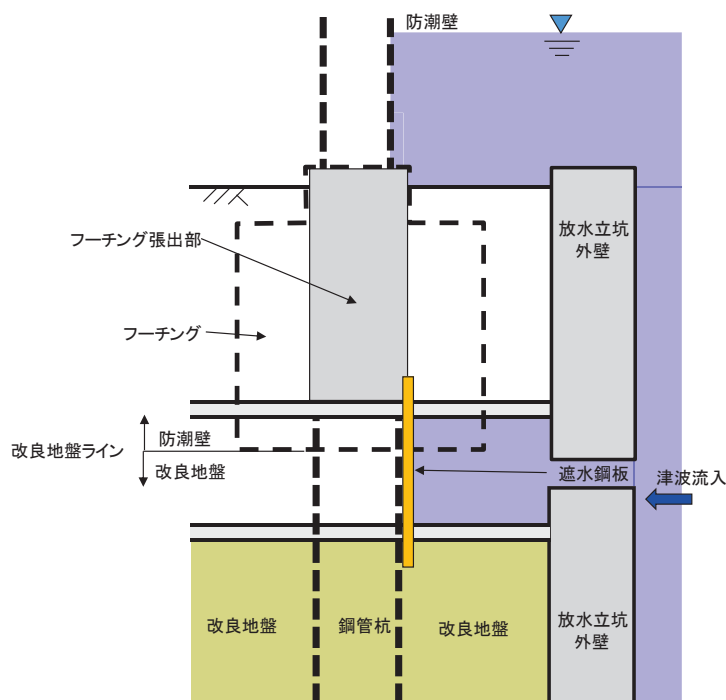 防潮壁
放水立坑
外壁
フーチング張出部
フーチング
改良地盤ライン
防潮壁
改良地盤
遮水鋼板
津波流入
改良地盤
鋼管杭
改良地盤
放水立坑
外壁